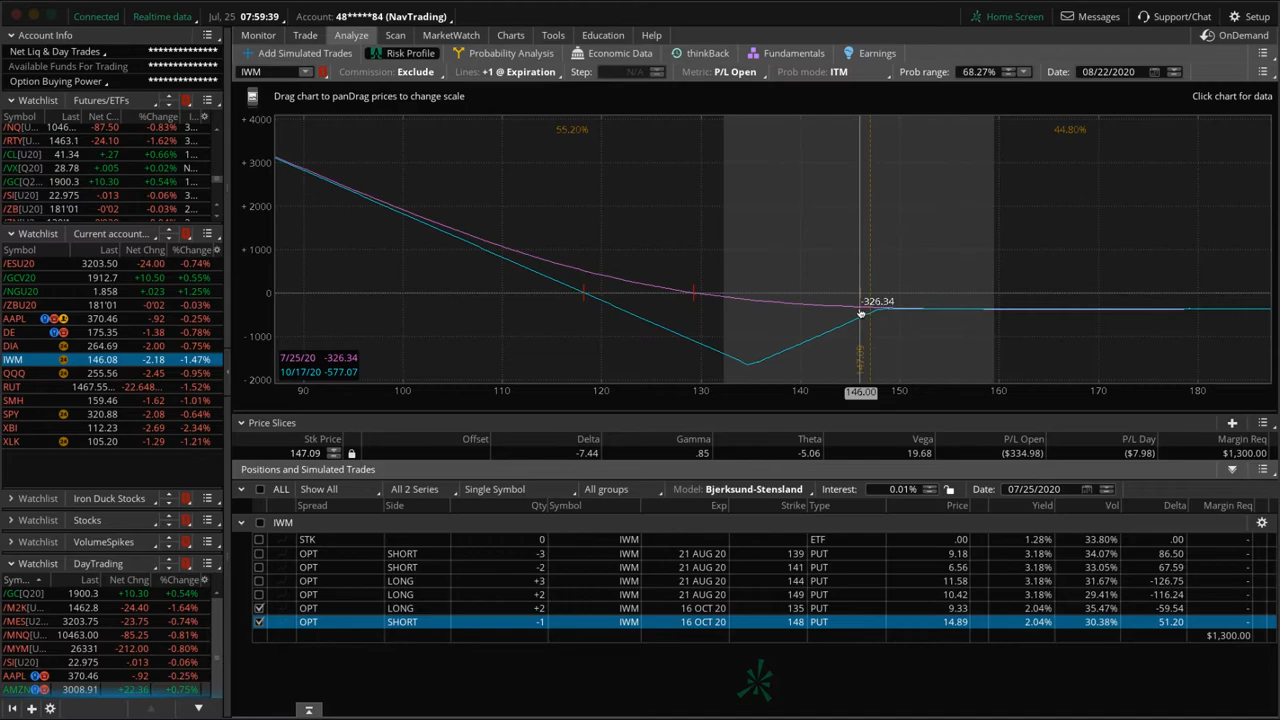 Connected Realtime data Jul, 25 07:59:39 Account: 48*****84 (NavTrading) Home Screen Messages Support/Chat Setup
Account Info
Monitor Trade Analyze Scan MarketWatch Charts Tools Education Help OnDemand
Net Liq & Day Trades **************
Available Funds For Trading **************
Option Buying Power **************
Add Simulated Trades Risk Profile Probability Analysis Economic Data thinkBack Fundamentals Earnings
IWM Commission: Exclude Lines: +1 @ Expiration Step: N/A Metric: P/L Open Prob mode: ITM Prob range: 68.27% Date: 08/22/2020
Drag chart to panDrag prices to change scale Click chart for data
Watchlist Futures/ETFs
Symbol Net C... %Change
/NQ[U... 1046... -87.50 -0.83% 3...
/RTY[U... 1463.1 -24.10 -1.62% 1...
/CL[U20] 41.34 +.27 +0.66% 1...
/VX[Q20] 28.78 +.005 +0.02% N...
/GC[Q2... 1900.3 +10.30 +0.54% 1...
/SI[U20] 22.975 -.013 -0.06% 2...
/ZB[U20] 181'01 -0'02 -0.03% 2...
Watchlist Current account...
Symbol Last Net Chng %Change
/ESU20 3203.50 -24.00 -0.74%
/GCV20 1912.7 +10.50 +0.55%
/NGU20 1.858 +.023 +1.25%
/ZBU20 181'01 -0'02 -0.03%
AAPL 370.46 -.92 -0.25%
DE 175.35 -1.38 -0.78%
DIA 264.69 -2.01 -0.75%
IWM 146.08 -2.18 -1.47%
QQQ 255.56 -2.45 -0.95%
RUT 1467.55... -22.648... -1.52%
SMH 159.46 -1.62 -1.01%
SPY 320.88 -2.08 -0.64%
XBI 112.23 -2.69 -2.34%
XLK 105.20 -1.29 -1.21%
Watchlist Iron Duck Stocks
Watchlist Stocks
Watchlist VolumeSpikes
Watchlist DayTrading
Sym... Last Net Chng %Change
/GC[Q20] 1900.3 +10.30 +0.54%
/M2K[U... 1462.8 -24.40 -1.64%
/MES[U... 3203.75 -23.75 -0.74%
/MNQ[U... 10463.00 -85.25 -0.81%
/MYM[U... 26331 -212.00 -0.80%
/SI[U20] 22.975 -.013 -0.06%
AAPL 370.46 -.92 -0.25%
AMZN 3008.91 +22.36 +0.75%
55.20% 44.80%
+ 4000
+ 3000
+ 2000
+ 1000
0
- 1000
- 2000
-326.34
147.09
7/25/20 -326.34
10/17/20 -577.07
90 100 110 120 130 140 146.00 150 160 170 180
Price Slices
Stk Price Offset Delta Gamma Theta Vega P/L Open P/L Day Margin Req
147.09 -7.44 .85 -5.06 19.68 ($334.98) ($7.98) $1,300.00
Positions and Simulated Trades
ALL Show All All 2 Series Single Symbol All groups Model: Bjerksund-Stensland Interest: 0.01% Date: 07/25/2020
Spread Side Qty Symbol Exp Strike Type Price Yield Vol Delta Margin Req
IWM
STK 0 IWM ETF .00 1.28% 33.80% .00 -
OPT SHORT -3 IWM 21 AUG 20 139 PUT 9.18 3.18% 34.07% 86.50 -
OPT SHORT -2 IWM 21 AUG 20 141 PUT 6.56 3.18% 33.05% 67.59 -
OPT LONG +3 IWM 21 AUG 20 144 PUT 11.58 3.18% 31.67% -126.75 -
OPT LONG +2 IWM 21 AUG 20 149 PUT 10.42 3.18% 29.41% -116.24 -
OPT LONG +2 IWM 16 OCT 20 135 PUT 9.33 2.04% 35.47% -59.54 -
OPT SHORT -1 IWM 16 OCT 20 148 PUT 14.89 2.04% 30.38% 51.20 -
$1,300.00